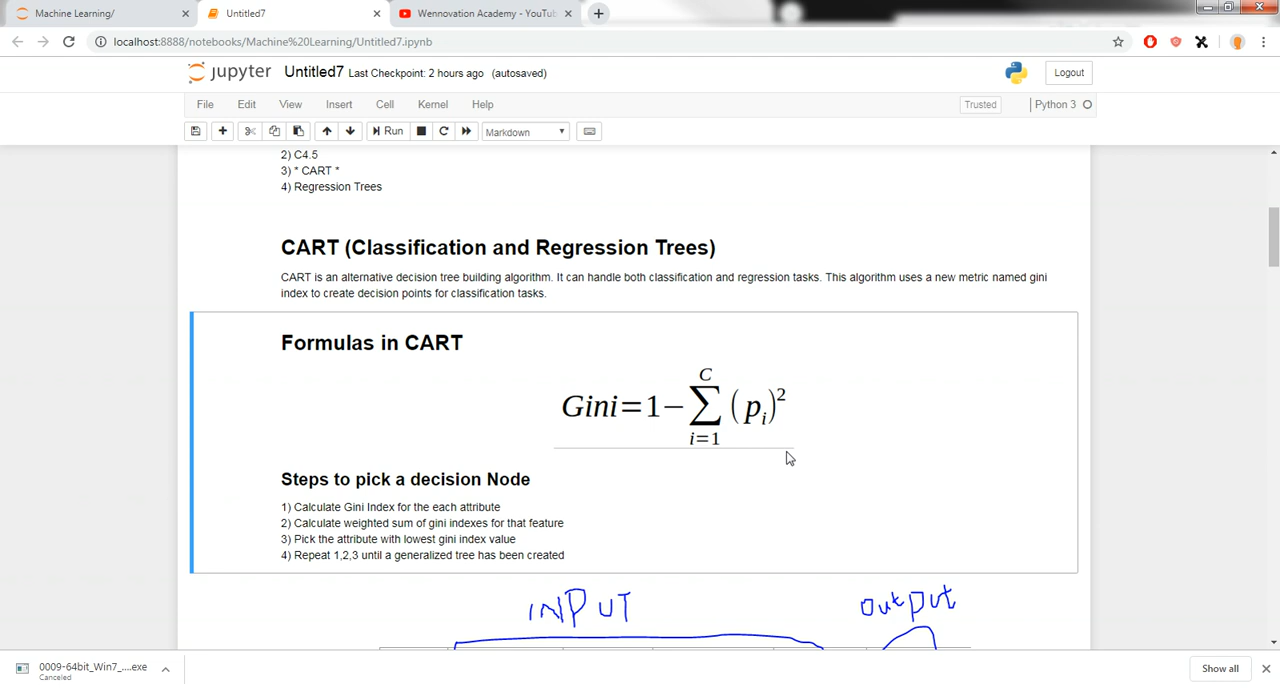 Machine Learning/
Untitled7
Wennovation Academy - YouTub
localhost:8888/notebooks/Machine%20Learning/Untitled7.ipynb
jupyter Untitled7 Last Checkpoint: 2 hours ago (autosaved)
Logout
File Edit View Insert Cell Kernel Help
Trusted
Python 3
Run
Markdown
2) C4.5
3) * CART *
4) Regression Trees
CART (Classification and Regression Trees)
CART is an alternative decision tree building algorithm. It can handle both classification and regression tasks. This algorithm uses a new metric named gini
index to create decision points for classification tasks.
Formulas in CART
Gini=1−∑_{i=1}^{C}(p_i)^2
Steps to pick a decision Node
1) Calculate Gini Index for the each attribute
2) Calculate weighted sum of gini indexes for that feature
3) Pick the attribute with lowest gini index value
4) Repeat 1,2,3 until a generalized tree has been created
INPUT
output
0009-64bit_Win7_....exe
Canceled
Show all